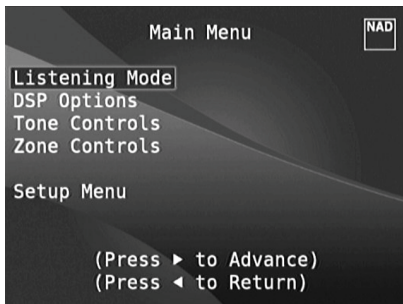 Main Menu
NAD
Listening Mode
DSP Options
Tone Controls
Zone Controls
Setup Menu
(Press ► to Advance)
(Press ◄ to Return)